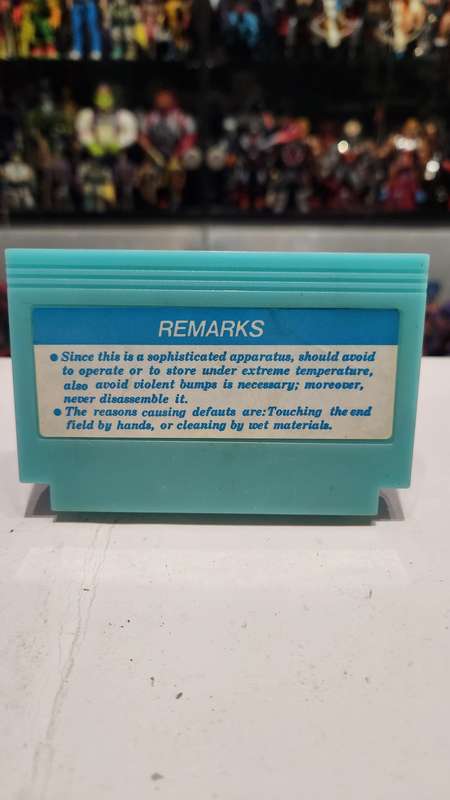 REMARKS
● Since this is a sophisticated apparatus, should avoid
to operate or to store under extreme temperature,
also avoid violent bumps is necessary; moreover,
never disassemble it.
● The reasons causing defauts are: Touching the end
field by hands, or cleaning by wet materials.